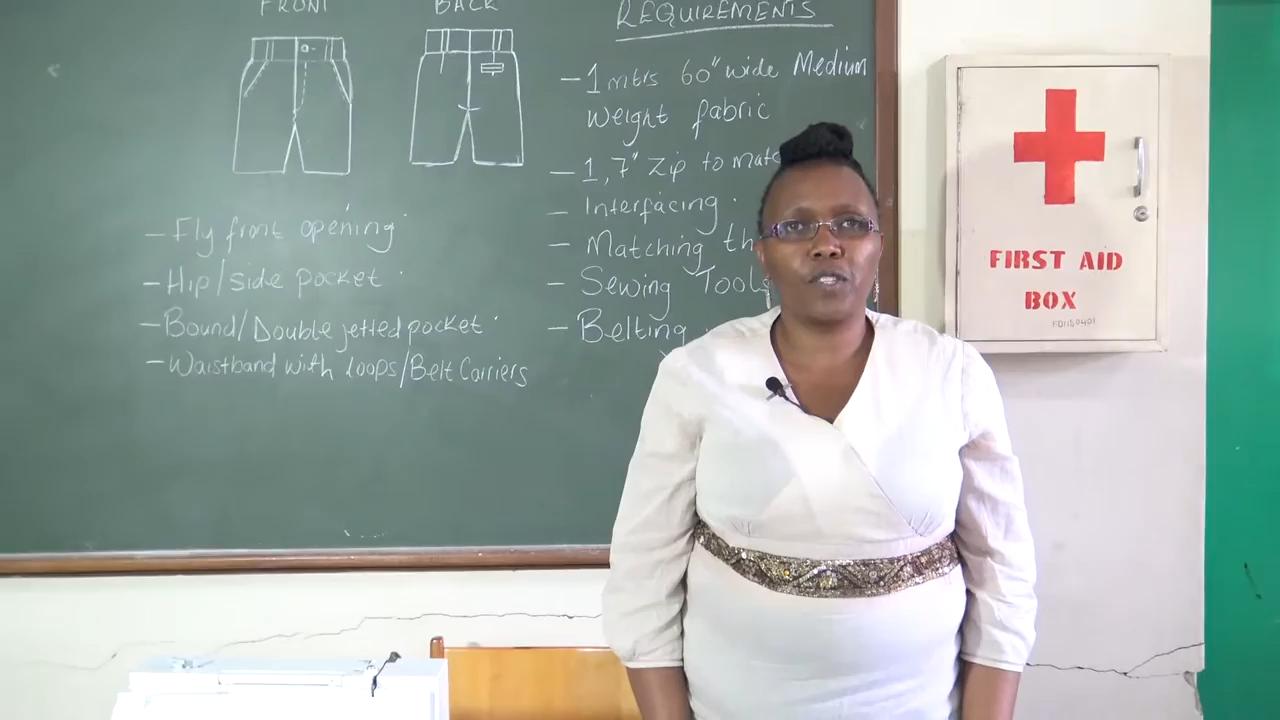 FRONT
BACK
- Fly front opening
- Hip/side pocket
- Bound/Double jetted pocket
- Waistband with loops/Belt Carriers
REQUIREMENTS
- 1 mtrs 60" wide Medium
weight fabric
- 1, 7" Zip to
- Interfacing
- Matching
- Sewing Tools
- Belting
FIRST AID
BOX